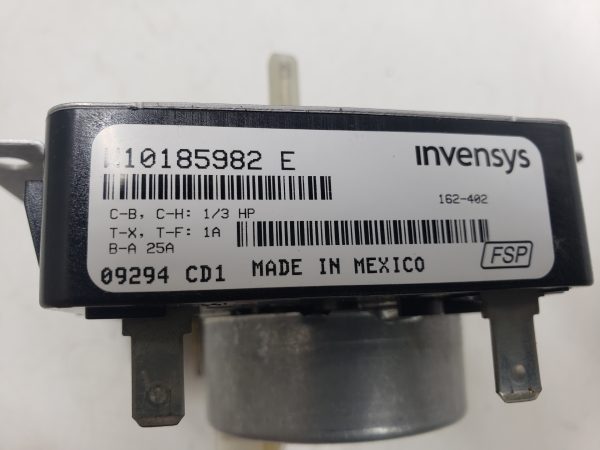 W10185982 E
invensys
162-402
C-B, C-H: 1/3 HP
T-X, T-F: 1A
B-A 25A
09294 CD1 MADE IN MEXICO
FSP